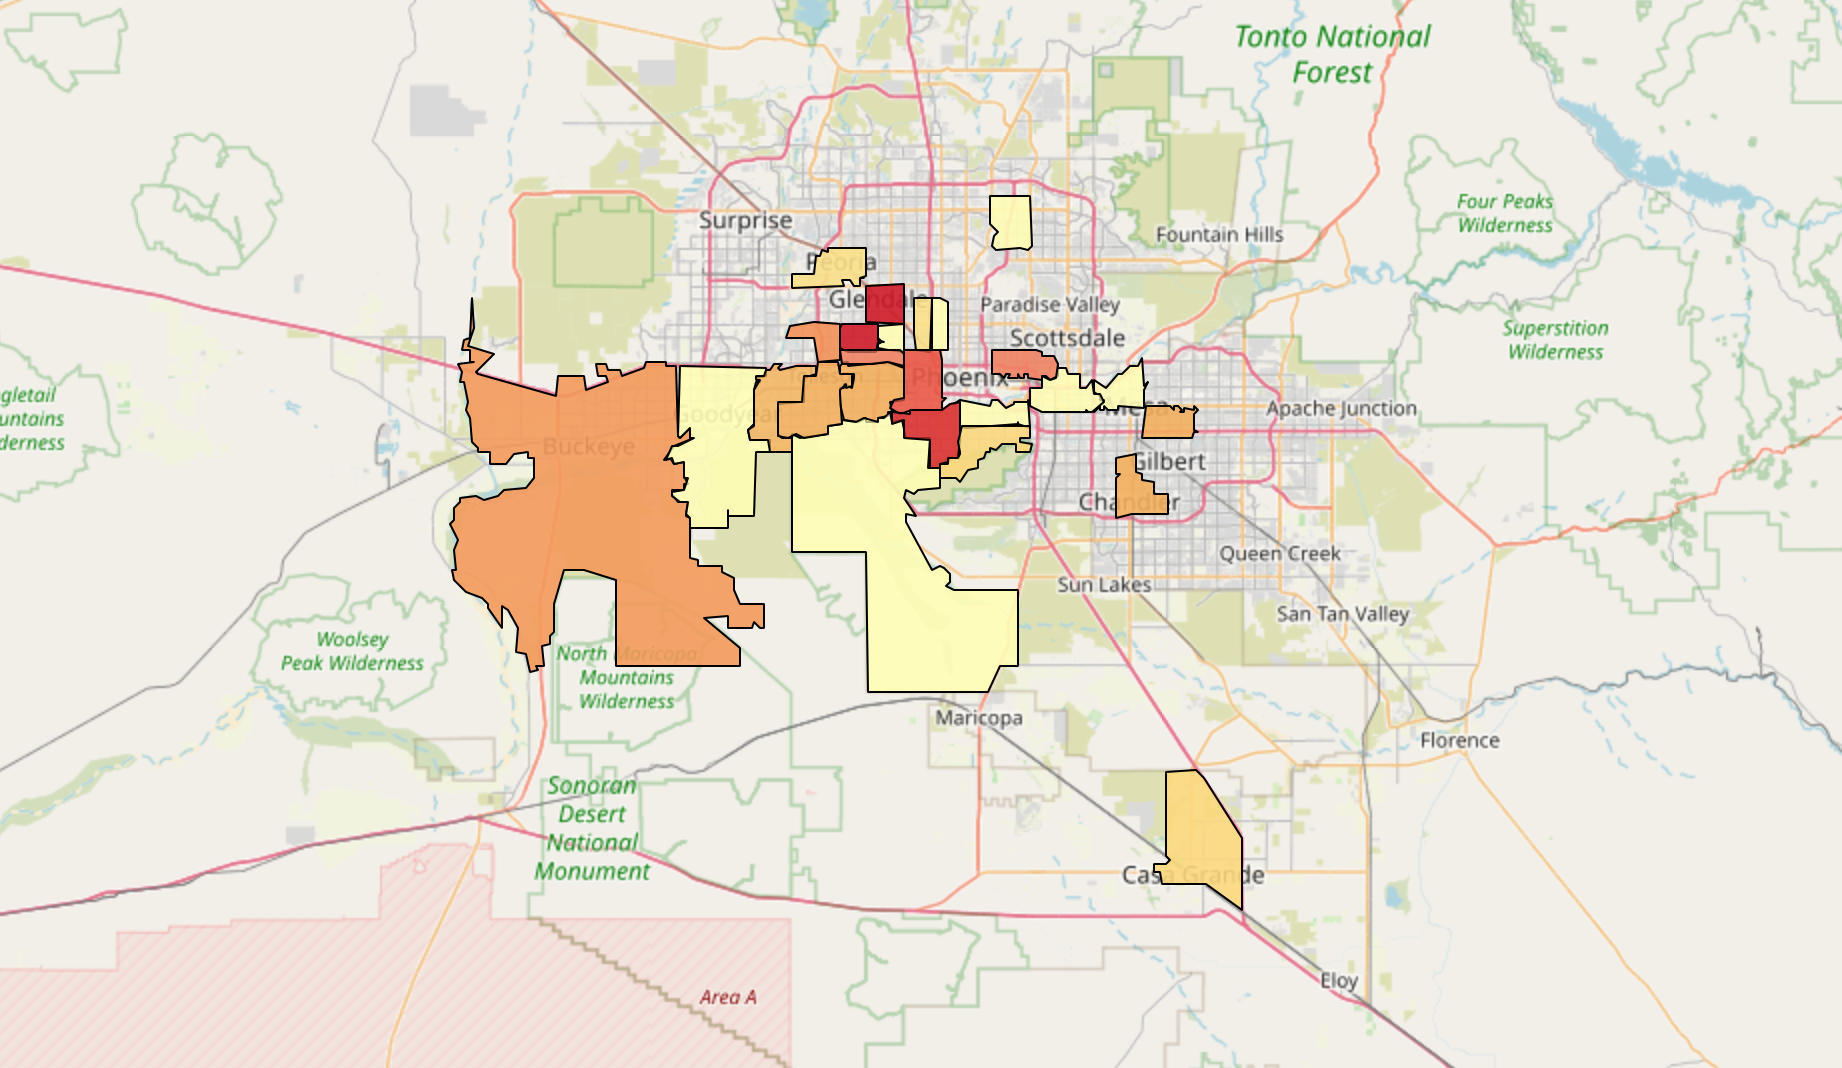 Tonto National
Forest
Surprise
Four Peaks
Wilderness
Fountain Hills
Peoria
Glendale
Paradise Valley
Scottsdale
Superstition
Wilderness
Phoenix
Goodyear
Mesa
Apache Junction
gletail
untains
derness
Buckeye
Gilbert
Chandler
Queen Creek
Sun Lakes
San Tan Valley
Woolsey
Peak Wilderness
North Maricopa
Mountains
Wilderness
Maricopa
Florence
Sonoran
Desert
National
Monument
Casa Grande
Eloy
Area A